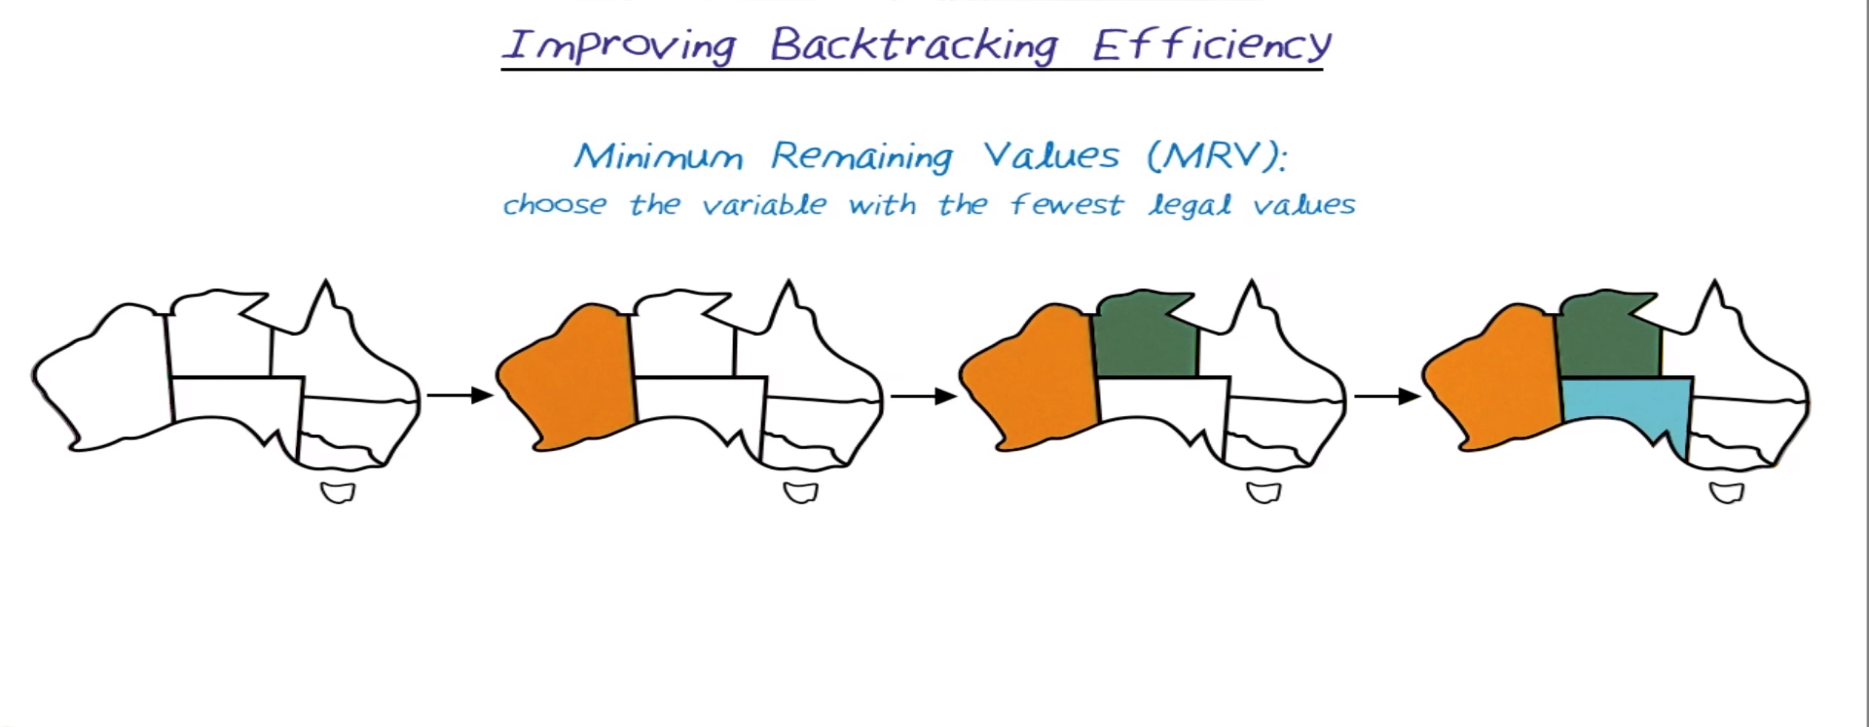 Improving Backtracking Efficiency
Minimum Remaining Values (MRV):
choose the variable with the fewest legal values